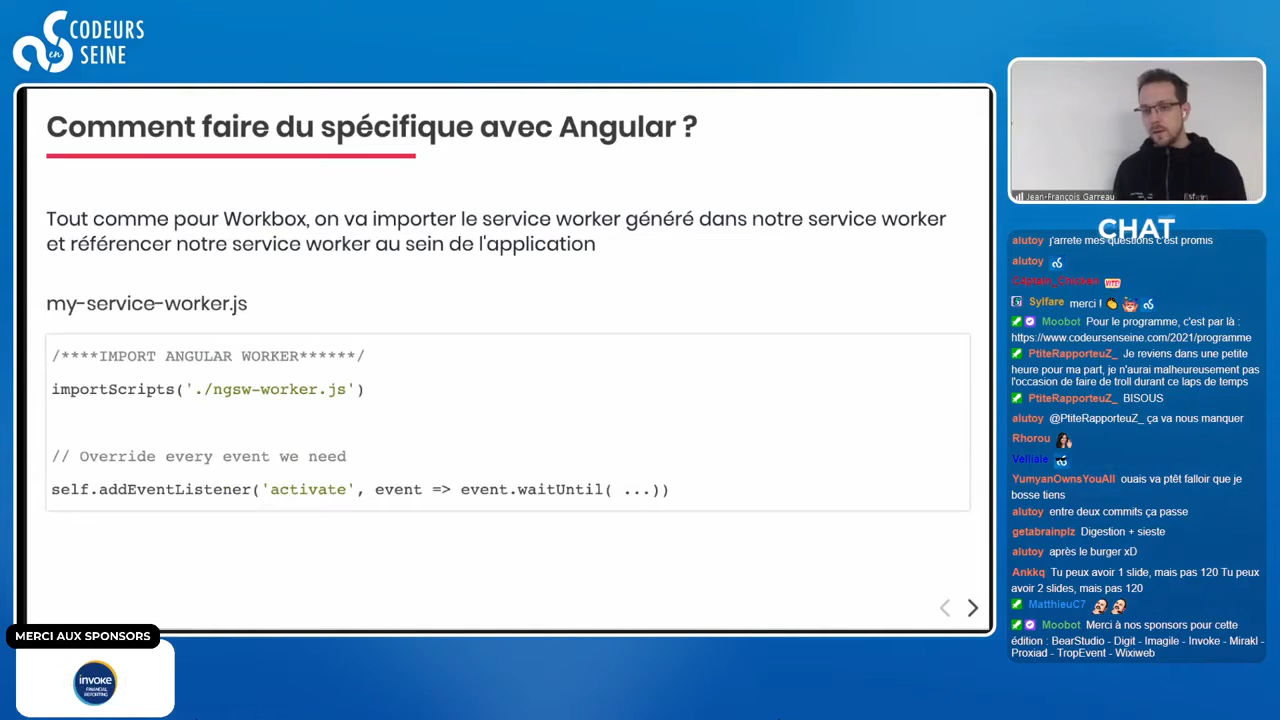 CODEURS
en
SEINE
Comment faire du spécifique avec Angular ?
Tout comme pour Workbox, on va importer le service worker généré dans notre service worker
et référencer notre service worker au sein de l'application
my-service-worker.js
/****IMPORT ANGULAR WORKER******/
importScripts('./ngsw-worker.js')
// Override every event we need
self.addEventListener('activate', event => event.waitUntil( ...))
MERCI AUX SPONSORS
invoke
FINANCIAL
REPORTING
Jean-François Garreau
CHAT
alutoy j'arrete mes questions c'est promis
alutoy
Captain_Chicken VITE!
Sylfare merci !
Moobot Pour le programme, c'est par là :
https://www.codeursenseine.com/2021/programme
PtiteRapporteuZ_ Je reviens dans une petite
heure pour ma part, je n'aurai malheureusement pas
l'occasion de faire de troll durant ce laps de temps
PtiteRapporteuZ_ BISOUS
alutoy @PtiteRapporteuZ_ ça va nous manquer
Rhorou
Velliale
YumyanOwnsYouAll ouais va ptêt falloir que je
bosse tiens
alutoy entre deux commits ça passe
getabrainplz Digestion + sieste
alutoy après le burger xD
Ankkq Tu peux avoir 1 slide, mais pas 120 Tu peux
avoir 2 slides, mais pas 120
MatthieuC7
Moobot Merci à nos sponsors pour cette
édition : BearStudio - Digit - Imagile - Invoke - Mirakl -
Proxiad - TropEvent - Wixiweb